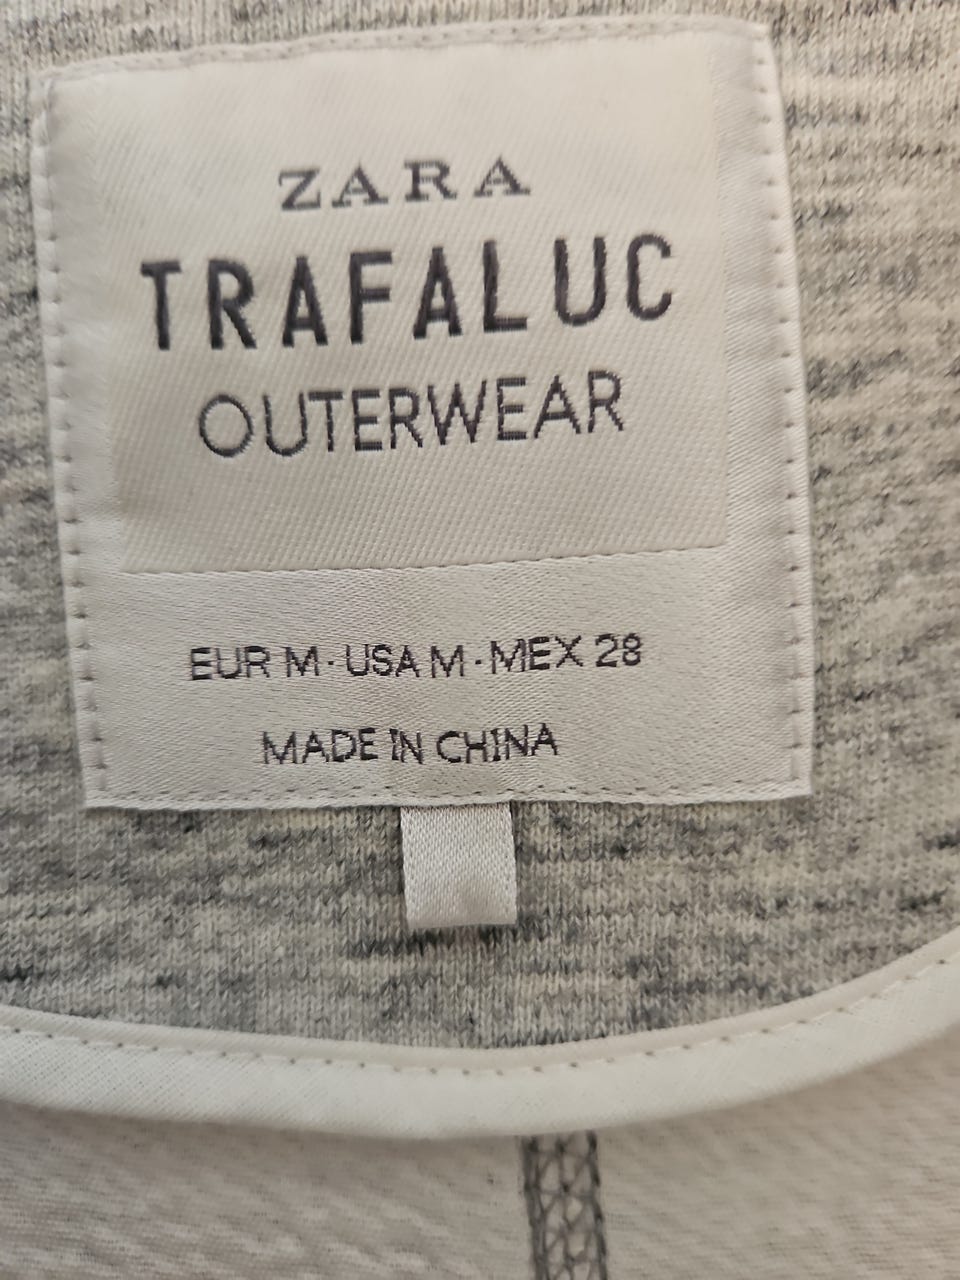 ZARA
TRAFALUC
OUTERWEAR
EUR M · USA M · MEX 28
MADE IN CHINA